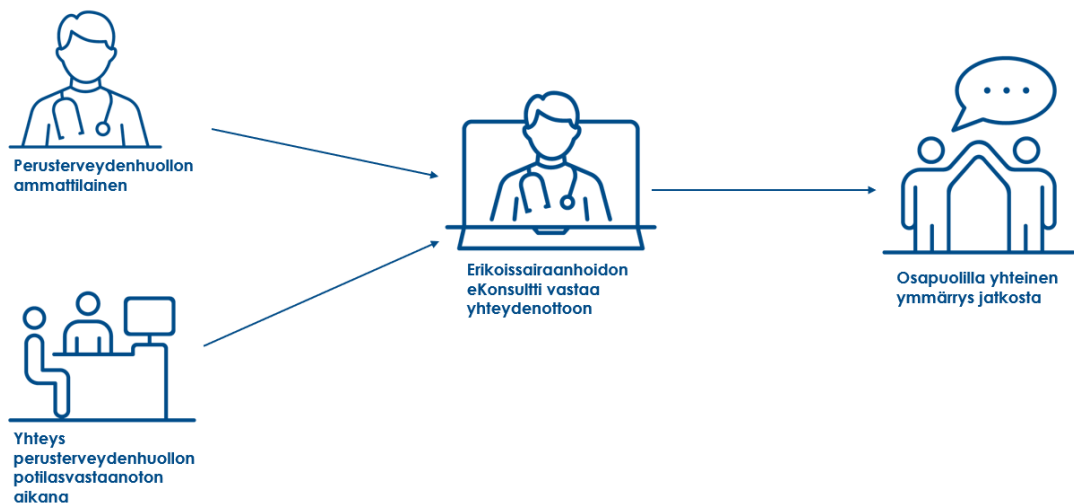 Perusterveydenhuollon
ammattilainen
Yhteys
perusterveydenhuollon
potilasvastaanoton
aikana
Erikoissairaanhoidon
eKonsultti vastaa
yhteydenottoon
Osapuolilla yhteinen
ymmärrys jatkosta